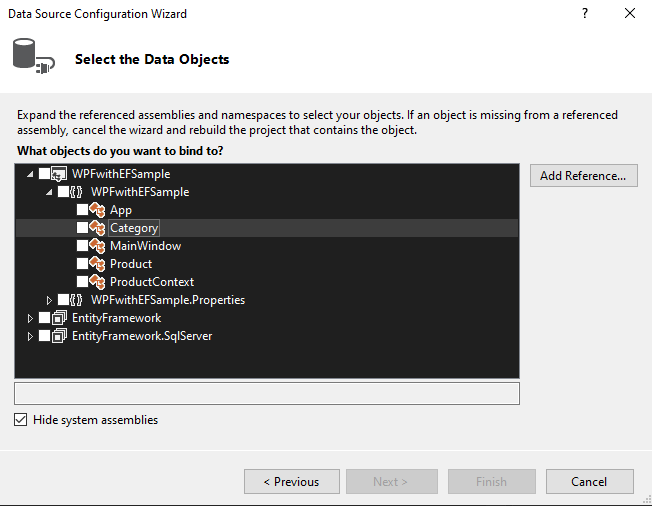 Data Source Configuration Wizard
Select the Data Objects
Expand the referenced assemblies and namespaces to select your objects. If an object is missing from a referenced
assembly, cancel the wizard and rebuild the project that contains the object.
What objects do you want to bind to?
WPFwithEFSample
Add Reference...
{} WPFwithEFSample
App
Category
MainWindow
Product
ProductContext
{} WPFwithEFSample.Properties
EntityFramework
EntityFramework.SqlServer
Hide system assemblies
< Previous
Next >
Finish
Cancel